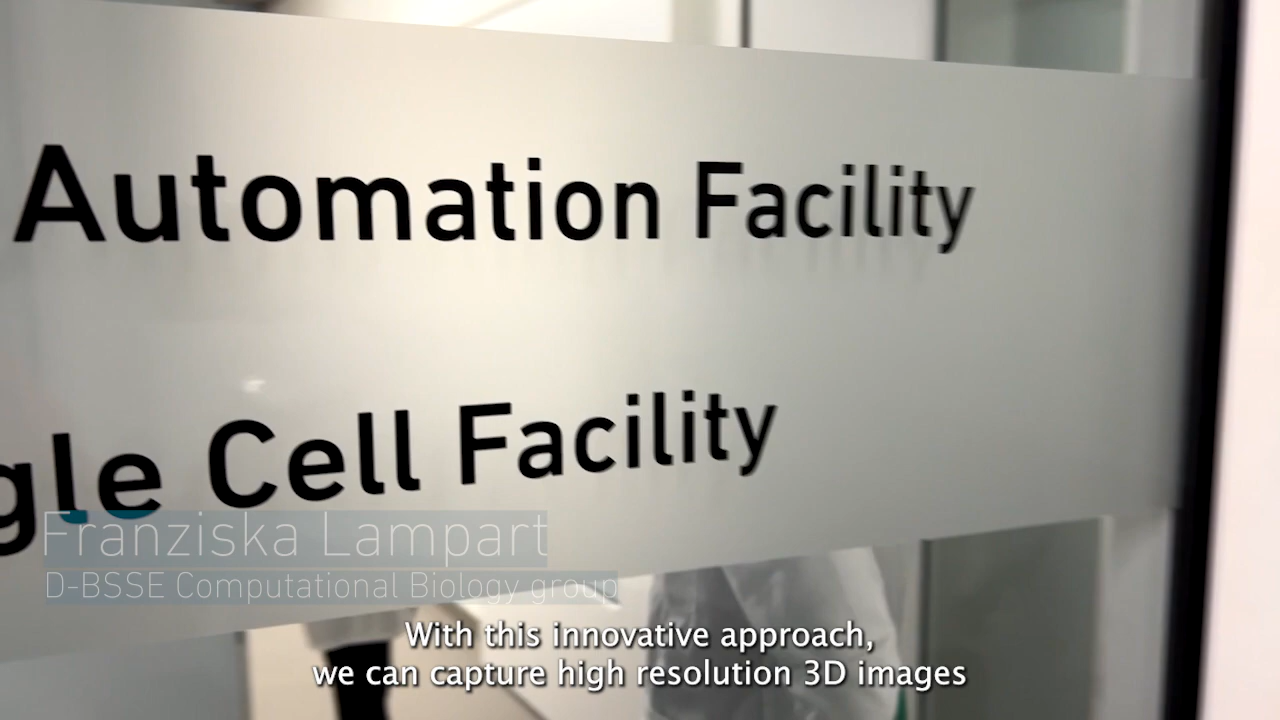 Automation Facility
gle Cell Facility
Franziska Lampart
D-BSSE Computational Biology group
With this innovative approach,
we can capture high resolution 3D images